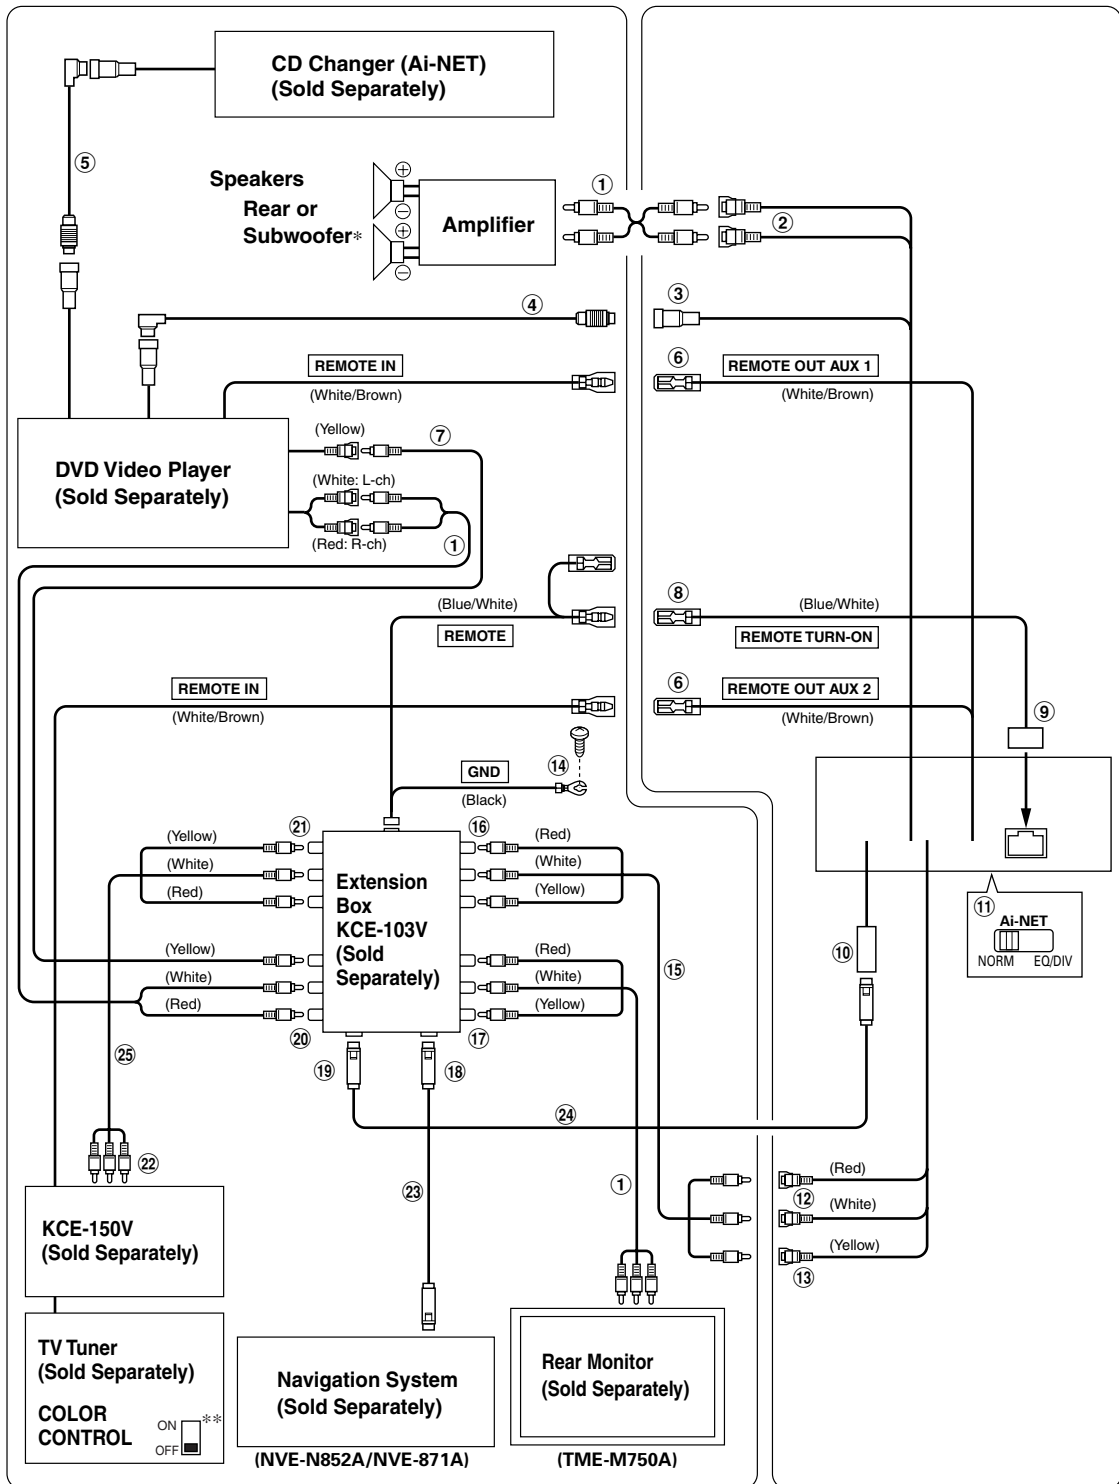 CD Changer (Ai-NET)
(Sold Separately)
⑤
Speakers
Rear or
Subwoofer*
⊕
⊖
⊕
⊖
Amplifier
①
②
④
③
REMOTE IN
(White/Brown)
⑥
REMOTE OUT AUX 1
(White/Brown)
DVD Video Player
(Sold Separately)
(Yellow)
⑦
(White: L-ch)
(Red: R-ch)
①
(Blue/White)
REMOTE
⑧
(Blue/White)
REMOTE TURN-ON
REMOTE IN
(White/Brown)
⑥
REMOTE OUT AUX 2
(White/Brown)
⑨
⑭
GND
(Black)
(Yellow)
㉑
(White)
(Red)
⑯
(Red)
(White)
(Yellow)
Extension
Box
KCE-103V
(Sold
Separately)
(Yellow)
(White)
(Red)
⑳
(Red)
(White)
(Yellow)
⑰
⑮
⑩
⑪
Ai-NET
NORM
EQ/DIV
㉕
⑲
⑱
㉔
㉒
㉓
①
(Red)
⑫
(White)
(Yellow)
⑬
KCE-150V
(Sold Separately)
TV Tuner
(Sold Separately)
COLOR
CONTROL
ON
**
OFF
Navigation System
(Sold Separately)
(NVE-N852A/NVE-871A)
Rear Monitor
(Sold Separately)
(TME-M750A)